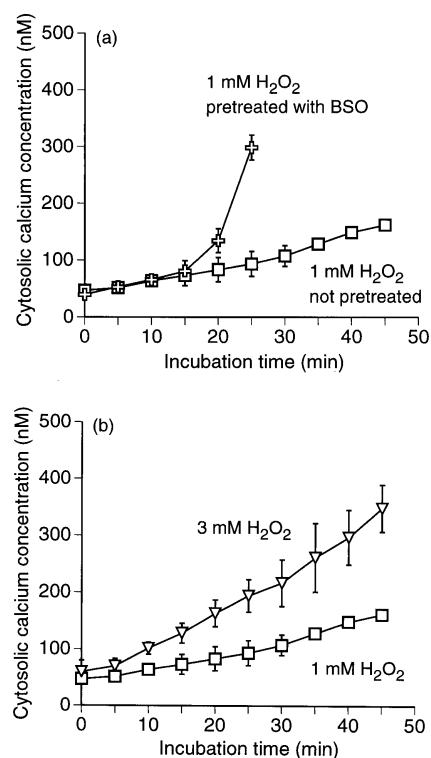 (a)
Cytosolic calcium concentration (nM)
500
400
300
200
100
0
1 mM H₂O₂
pretreated with BSO
1 mM H₂O₂
not pretreated
0 10 20 30 40 50
Incubation time (min)
(b)
Cytosolic calcium concentration (nM)
500
400
300
200
100
0
3 mM H₂O₂
1 mM H₂O₂
0 10 20 30 40 50
Incubation time (min)